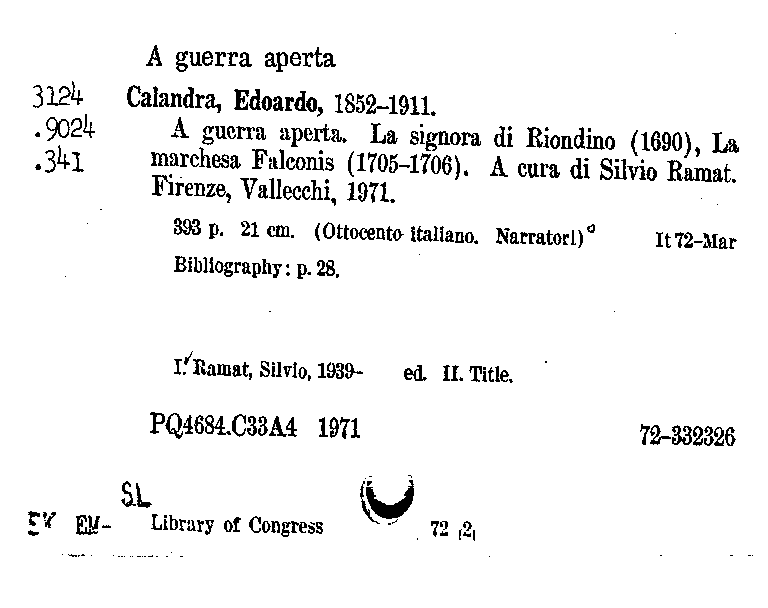 A guerra aperta
3124 Calandra, Edoardo, 1852–1911.
.9024 A guerra aperta. La signora di Riondino (1690), La
.341 marchesa Falconis (1705–1706). A cura di Silvio Ramat.
Firenze, Vallecchi, 1971.
393 p. 21 cm. (Ottocento italiano. Narratori) It 72–Mar
Bibliography: p. 28.
I. Ramat, Silvio, 1939– ed. II. Title.
PQ4684.C33A4 1971 72–332326
S.L
EM– Library of Congress 72 [2]